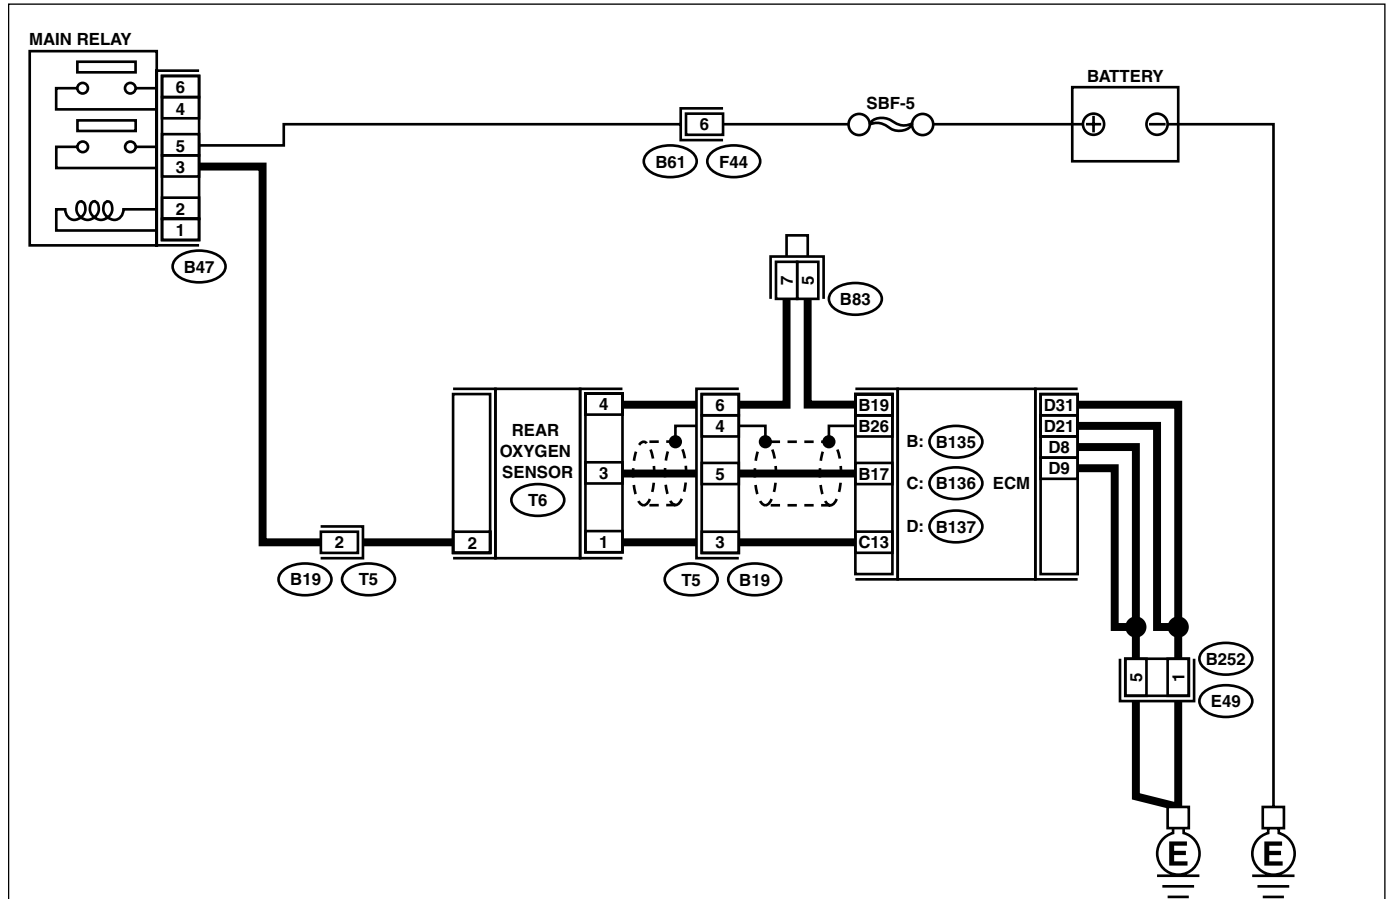 MAIN RELAY
6
4
5
3
2
1
B47
6
B61
F44
SBF-5
BATTERY
+
−
7
5
B83
2
B19
T5
2
REAR
OXYGEN
SENSOR
T6
4
3
1
6
4
5
3
T5
B19
B19
B26
B17
C13
B: B135
C: B136 ECM
D: B137
D31
D21
D8
D9
5
1
B252
E49
E
E